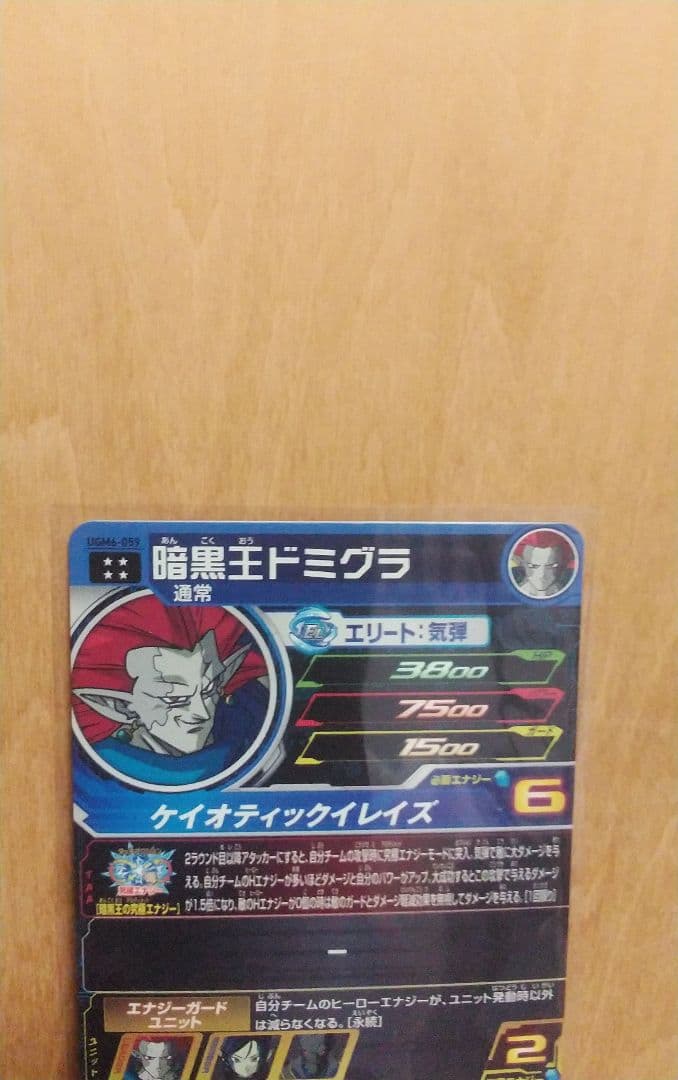 UGM6-059
暗黒王ドミグラ
通常
エリート：気弾
HP
3800
7500
ガード
1500
必要エナジー 6
ケイオティックイレイズ
2ラウンド目以降アタッカーにすると、自分チームの攻撃時に究極エナジーモードに突入、気弾で敵に大ダメージを与
える。自分チームのHエナジーが多いほどダメージと自分のパワーがアップ。大成功するとこの攻撃で与えるダメージ
[暗黒王の究極エナジー] が1.5倍になり、敵のHエナジーが0個の時は敵のガードとダメージ軽減効果を無視してダメージを与える。[1回限り]
ー
エナジーガード
ユニット
自分チームのヒーローエナジーが、ユニット発動時以外
は減らなくなる。[永続]
ユニット
2